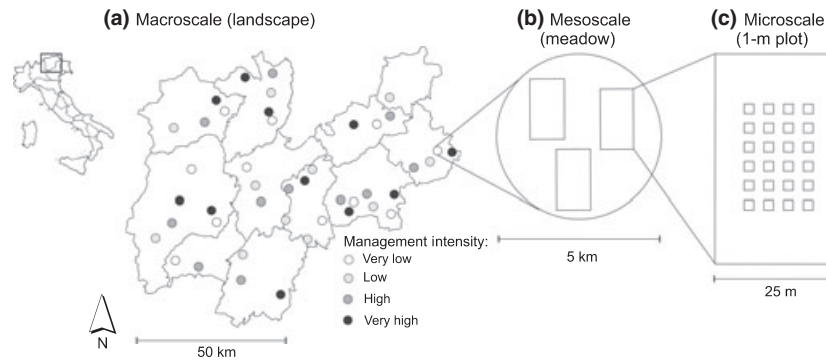 (a) Macroscale (landscape)
(b) Mesoscale
(meadow)
(c) Microscale
(1-m plot)
Management intensity:
Very low
Low
High
Very high
N
50 km
5 km
25 m